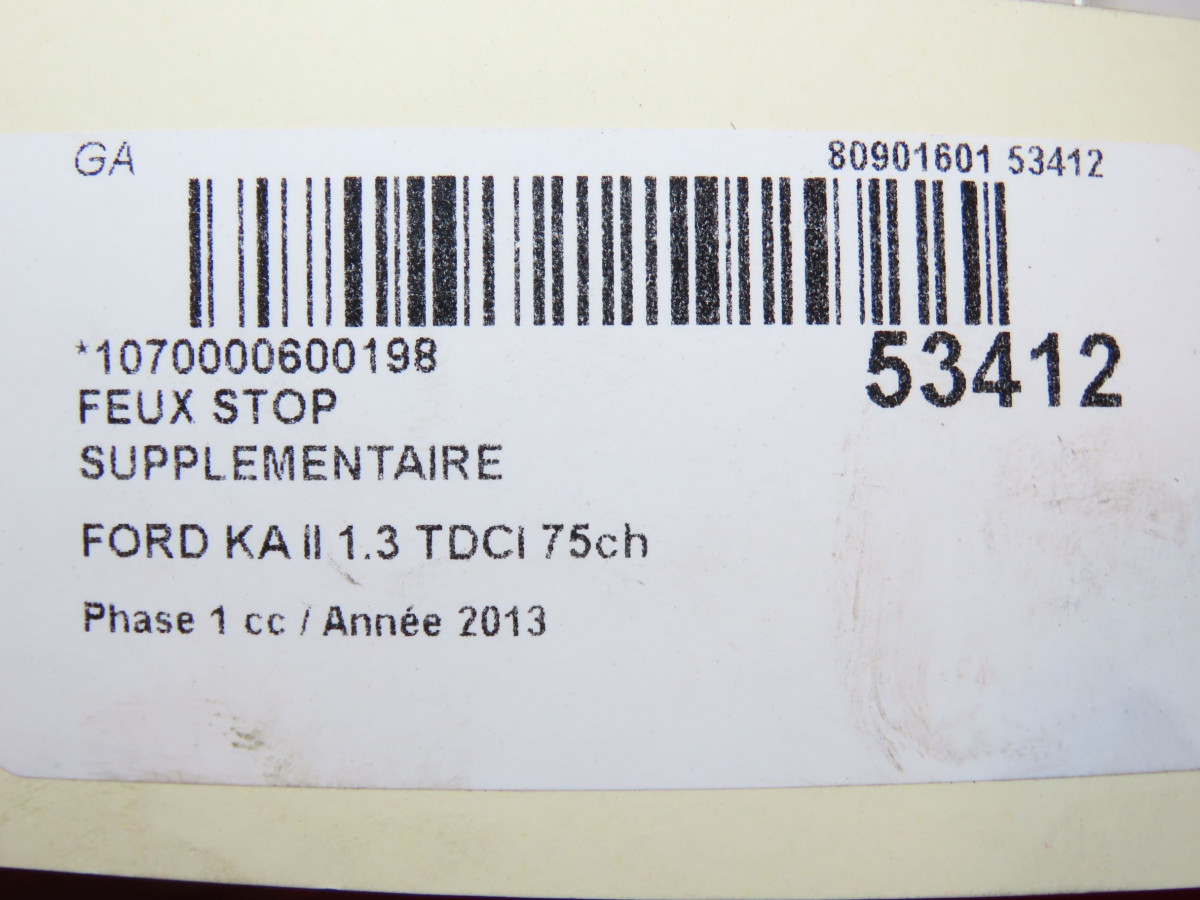 GA 80901601 53412
*1070000600198 53412
FEUX STOP
SUPPLEMENTAIRE
FORD KA II 1.3 TDCI 75ch
Phase 1 cc / Année 2013